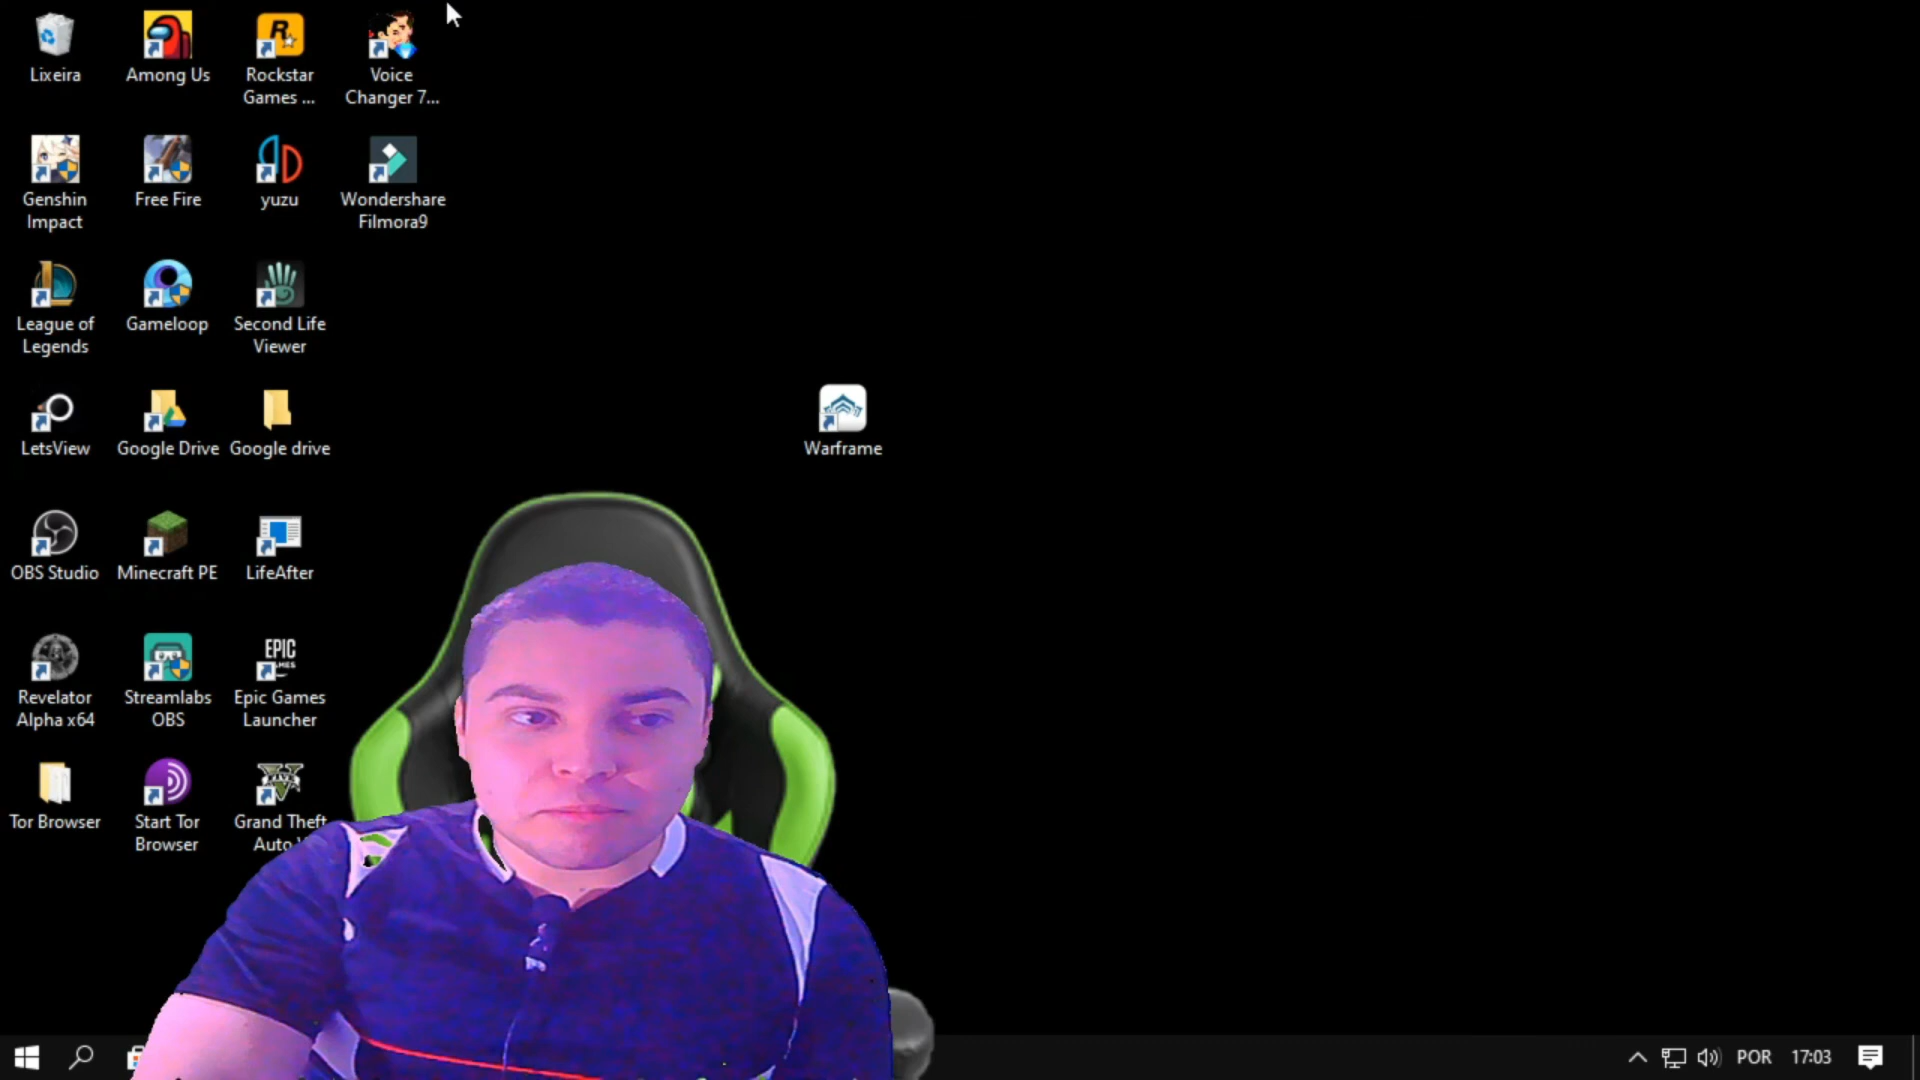 Lixeira
Among Us
Rockstar
Games ...
Voice
Changer 7...
Genshin
Impact
Free Fire
yuzu
Wondershare
Filmora9
League of
Legends
Gameloop
Second Life
Viewer
LetsView
Google Drive
Google drive
Warframe
OBS Studio
Minecraft PE
LifeAfter
EPIC
Revelator
Alpha x64
Streamlabs
OBS
Epic Games
Launcher
Tor Browser
Start Tor
Browser
Grand Theft
Auto
POR
17:03